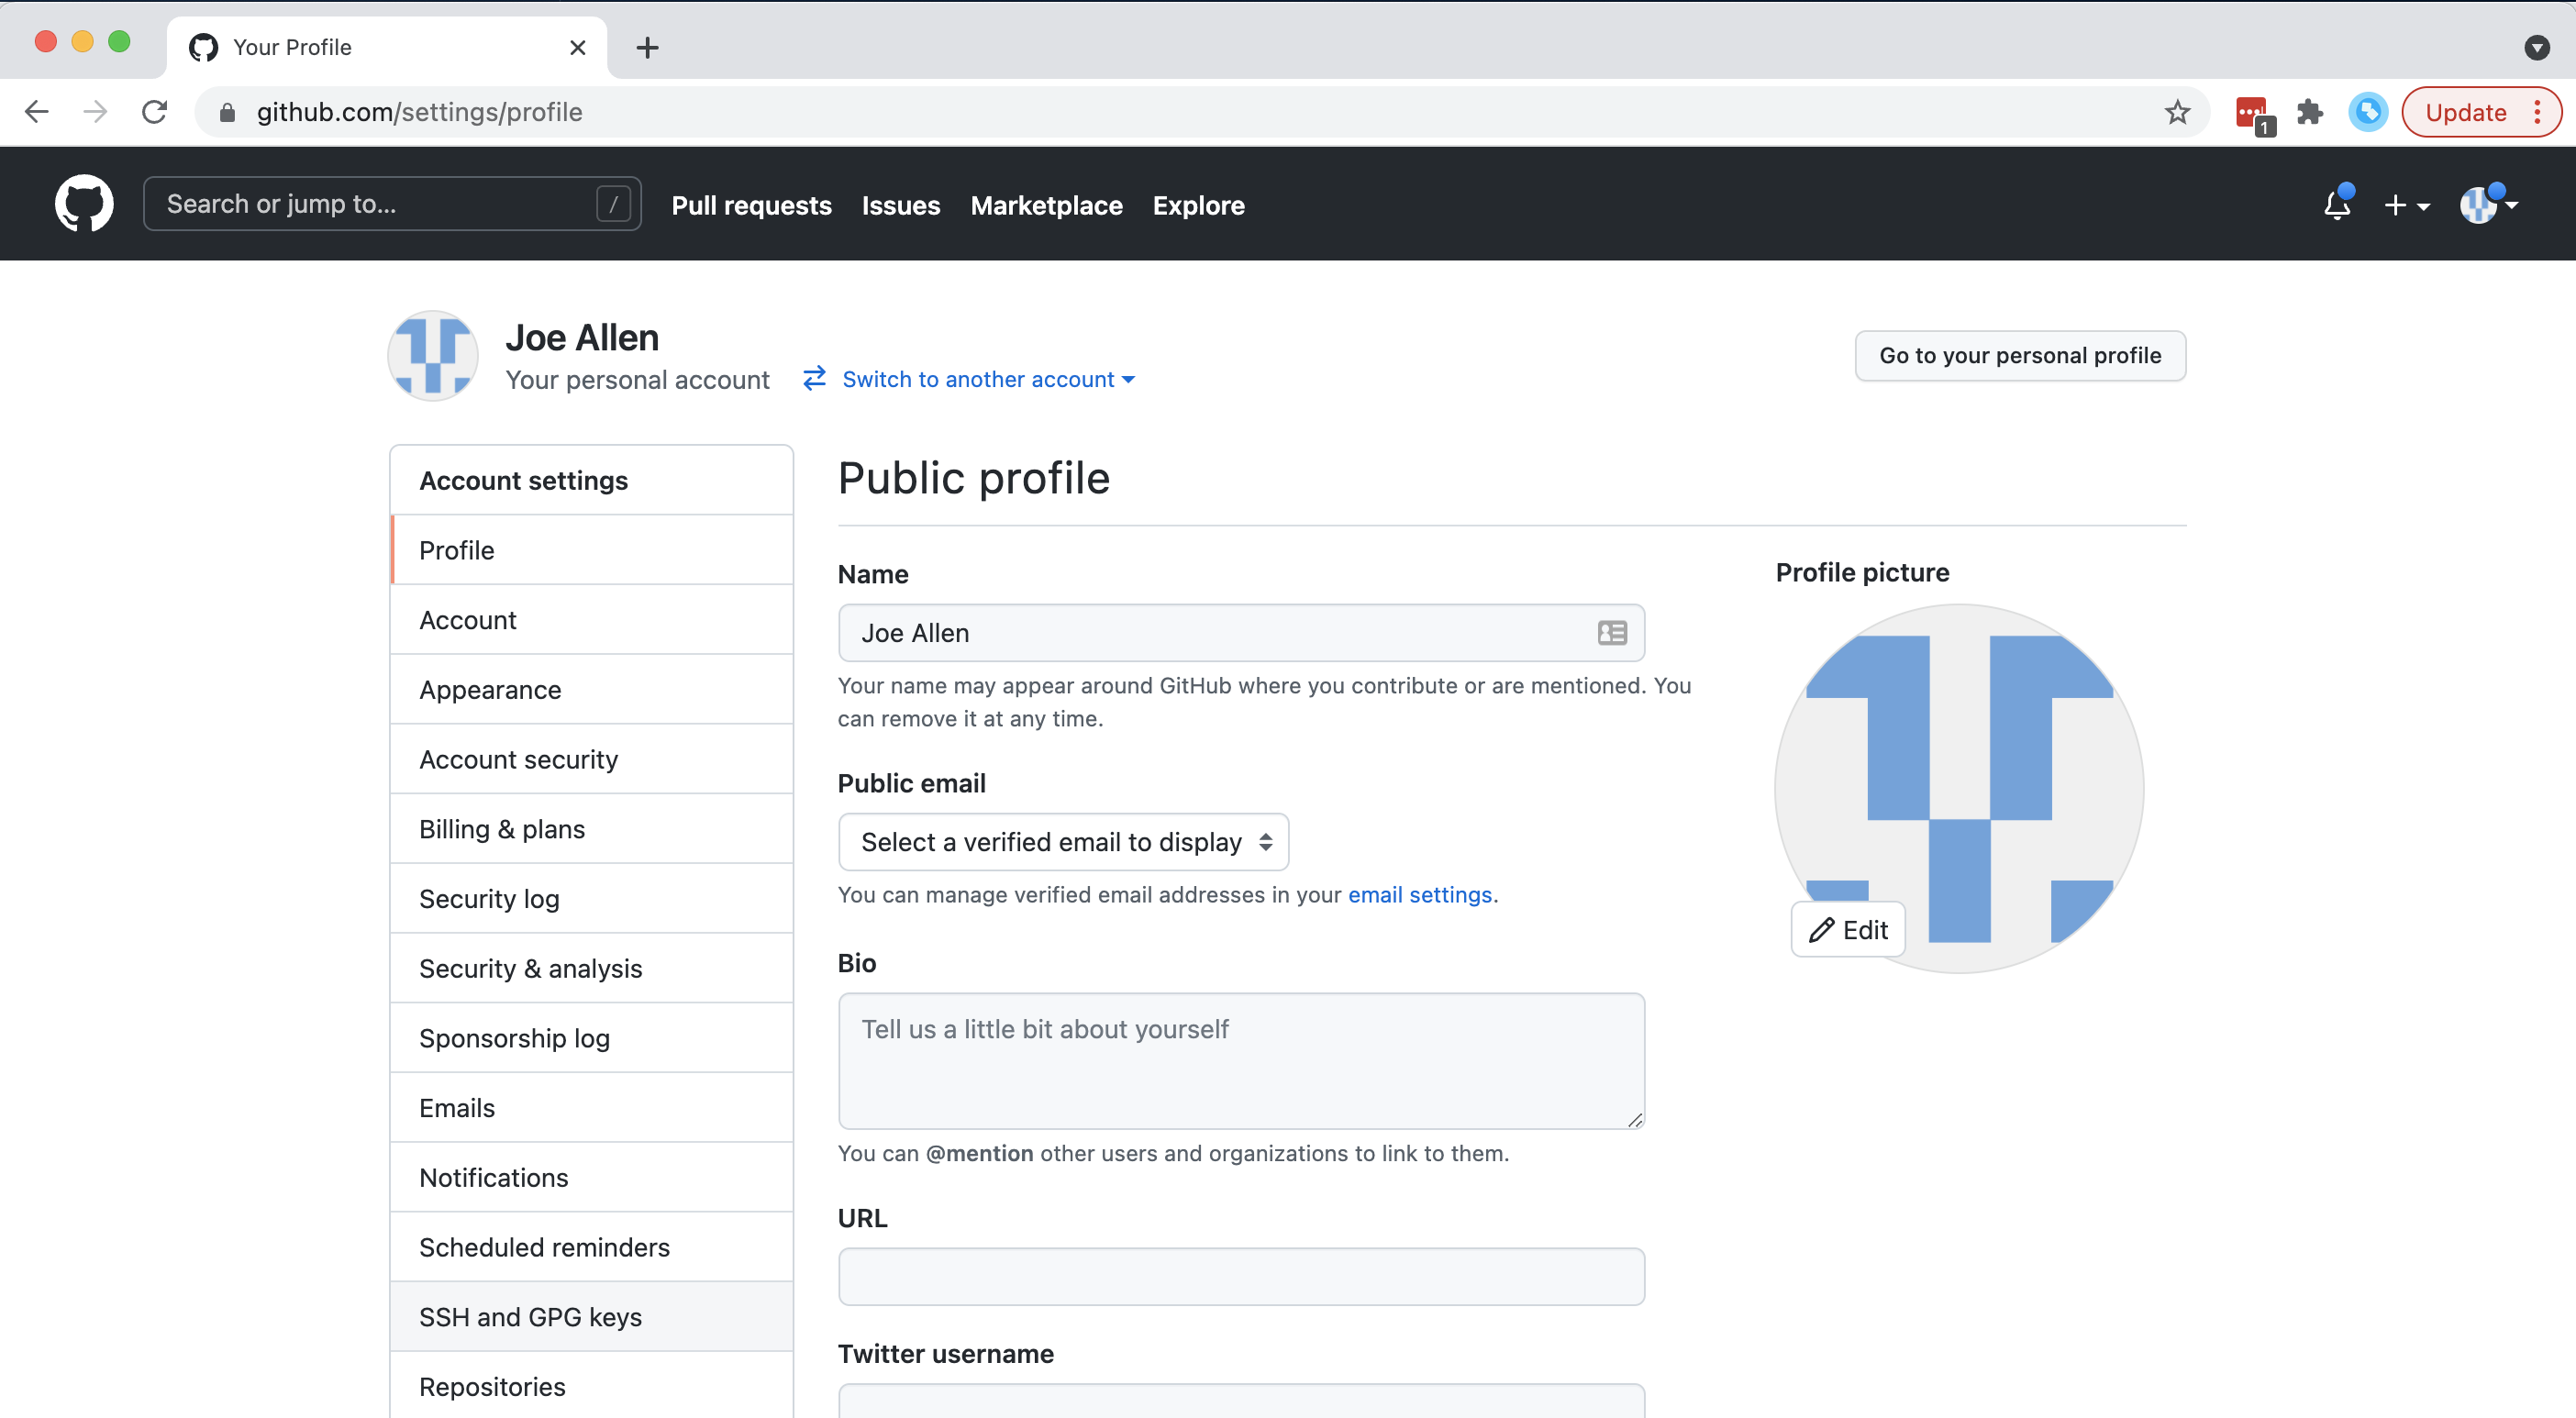 Your Profile
github.com/settings/profile
1
Update
Search or jump to...
/
Pull requests
Issues
Marketplace
Explore
Joe Allen
Your personal account
Switch to another account
Go to your personal profile
Account settings
Profile
Account
Appearance
Account security
Billing & plans
Security log
Security & analysis
Sponsorship log
Emails
Notifications
Scheduled reminders
SSH and GPG keys
Repositories
Public profile
Name
Joe Allen
Your name may appear around GitHub where you contribute or are mentioned. You
can remove it at any time.
Public email
Select a verified email to display
You can manage verified email addresses in your email settings.
Bio
Tell us a little bit about yourself
You can @mention other users and organizations to link to them.
URL
Twitter username
Profile picture
Edit